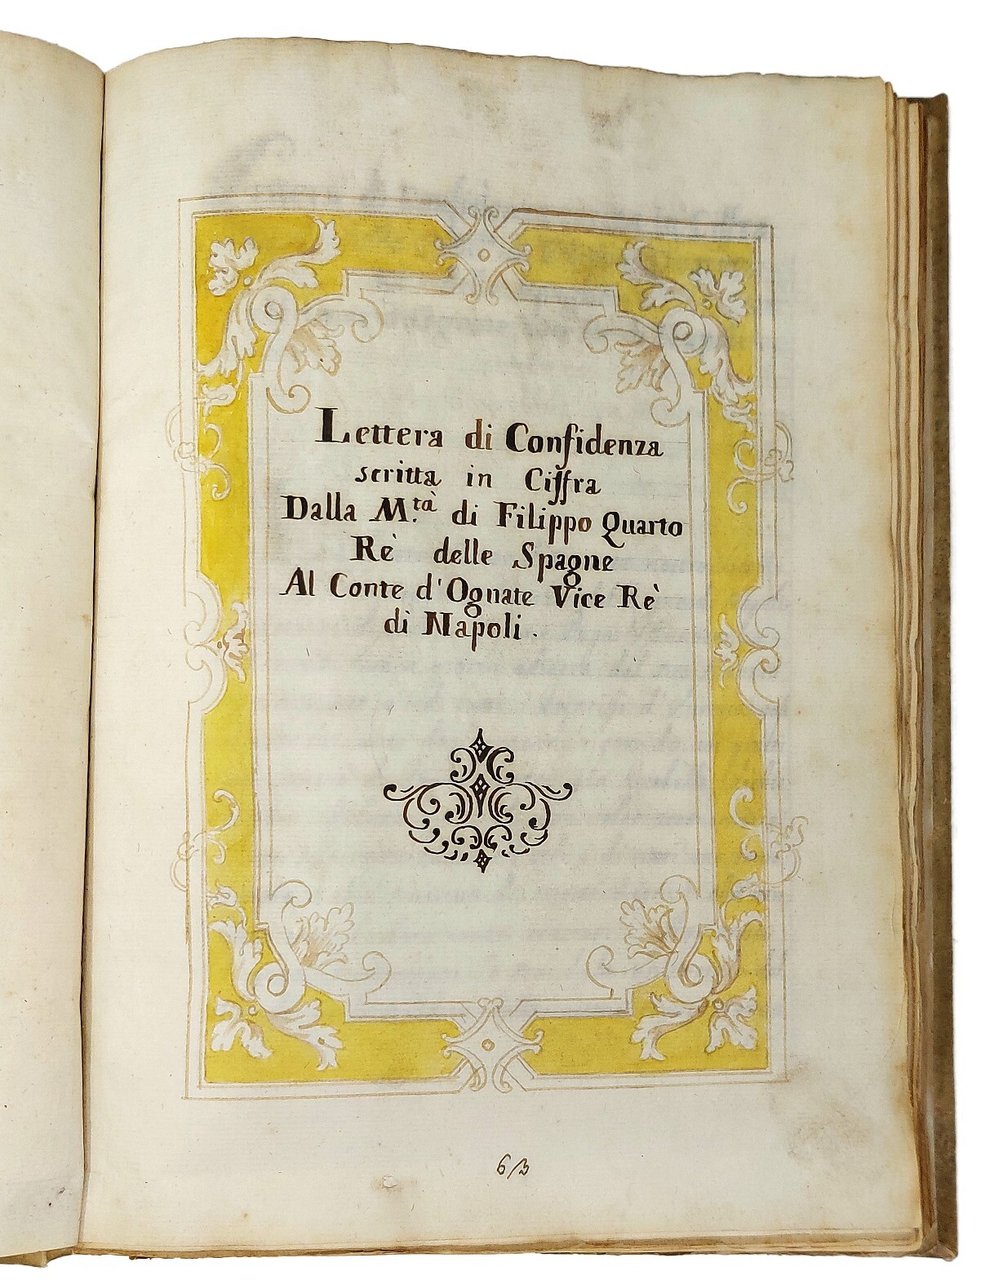 Lettera di Confidenza
scritta in Ciffra
Dalla M.tà di Filippo Quarto
Rè delle Spagne
Al Conte d'Ognate Vice Rè
di Napoli.